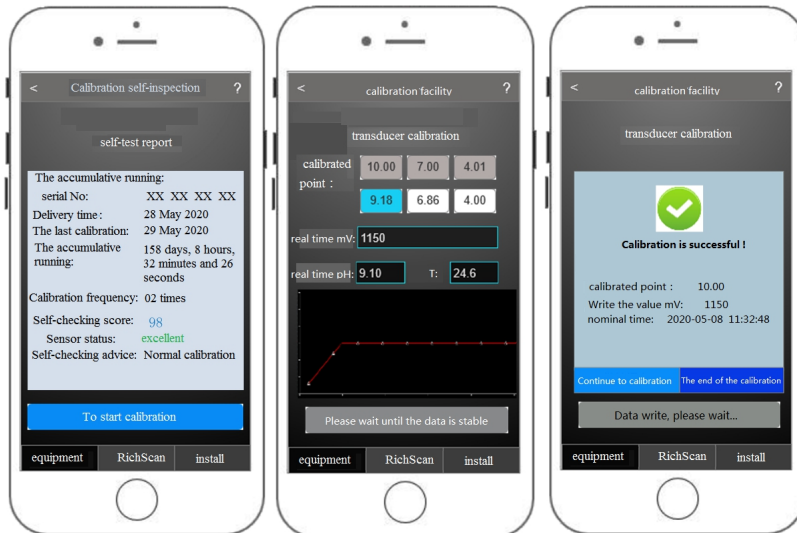 < Calibration self-inspection ?
self-test report
The accumulative running:
serial No: XX XX XX XX
Delivery time: 28 May 2020
The last calibration: 29 May 2020
The accumulative running: 158 days, 8 hours,
32 minutes and 26
seconds
Calibration frequency: 02 times
Self-checking score: 98
Sensor status: excellent
Self-checking advice: Normal calibration
To start calibration
equipment RichScan install
< calibration facility ?
transducer calibration
calibrated point: 10.00 7.00 4.01
9.18 6.86 4.00
real time mV: 1150
real time pH: 9.10 T: 24.6
Please wait until the data is stable
equipment RichScan install
< calibration facility ?
transducer calibration
Calibration is successful !
calibrated point : 10.00
Write the value mV: 1150
nominal time: 2020-05-08 11:32:48
Continue to calibration The end of the calibration
Data write, please wait...
equipment RichScan install